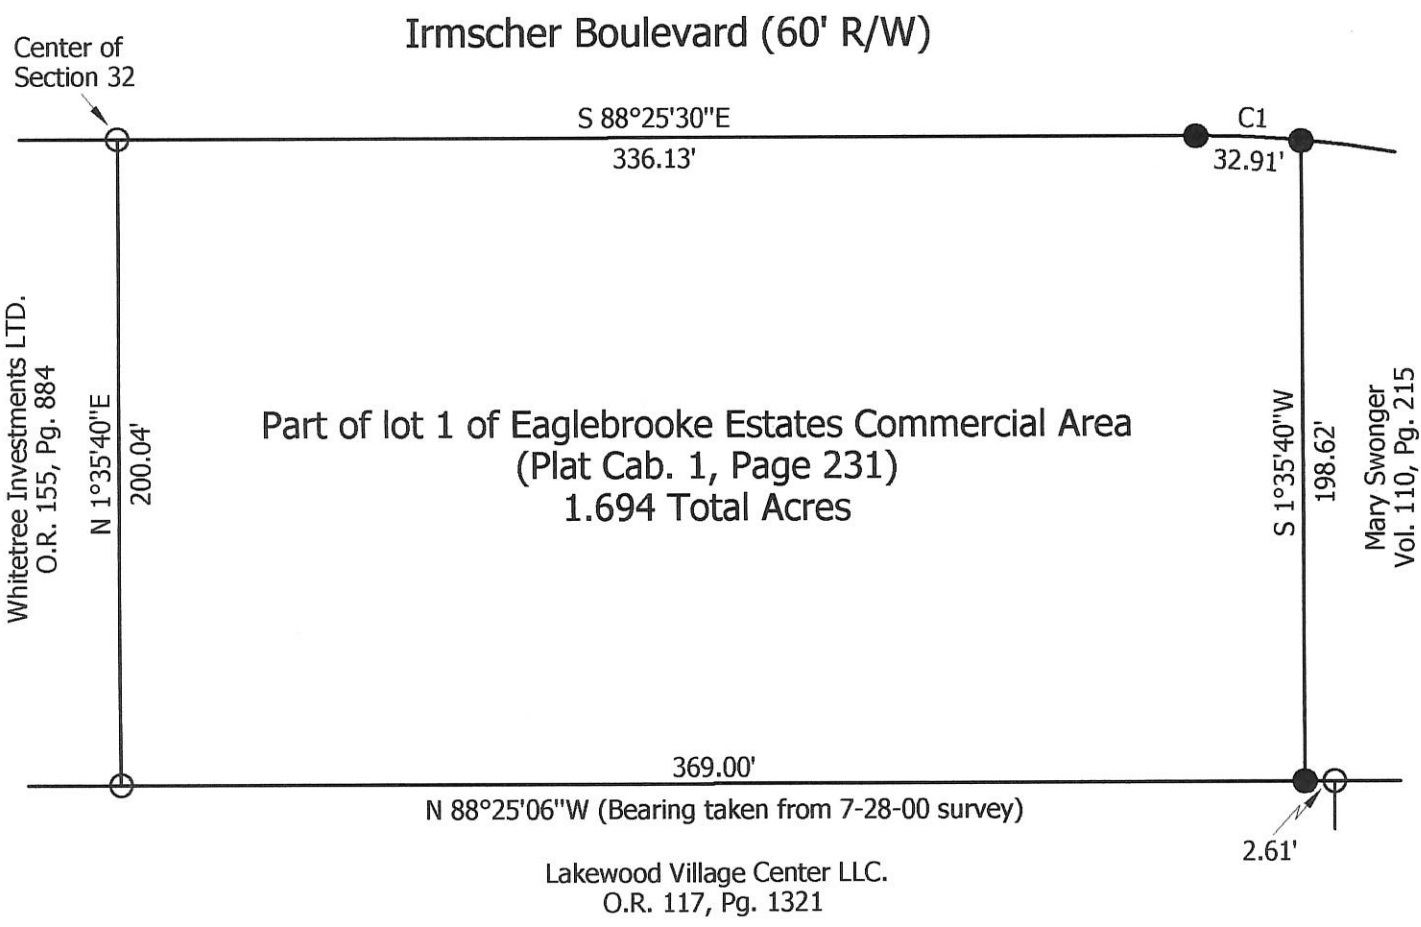 Irmscher Boulevard (60' R/W)
Center of
Section 32
S 88°25'30"E
336.13'
C1
32.91'
Whitetree Investments LTD.
O.R. 155, Pg. 884
N 1°35'40"E
200.04'
Part of lot 1 of Eaglebrooke Estates Commercial Area
(Plat Cab. 1, Page 231)
1.694 Total Acres
S 1°35'40"W
198.62'
Mary Swonger
Vol. 110, Pg. 215
369.00'
N 88°25'06"W (Bearing taken from 7-28-00 survey)
2.61'
Lakewood Village Center LLC.
O.R. 117, Pg. 1321